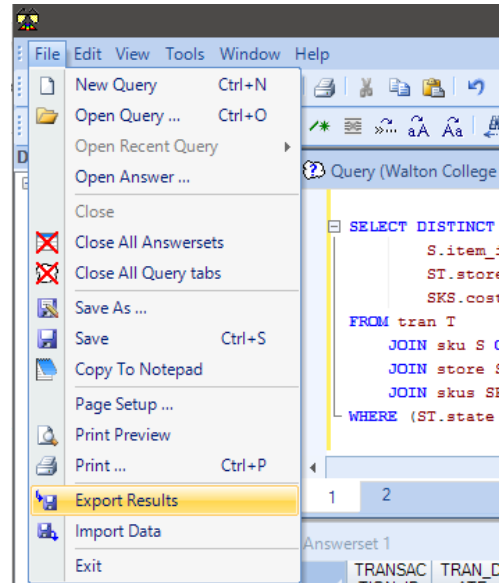 File Edit View Tools Window Help
New Query Ctrl+N
Open Query ... Ctrl+O
Open Recent Query
Open Answer ...
Close
Close All Answersets
Close All Query tabs
Save As ...
Save Ctrl+S
Copy To Notepad
Page Setup ...
Print Preview
Print ... Ctrl+P
Export Results
Import Data
Exit
aA Äa
Query (Walton College
SELECT DISTINCT
S.item_
ST.store
SKS.cost
FROM tran T
JOIN sku S
JOIN store S
JOIN skus
WHERE (ST.state
1 2
Answerset 1
TRANSAC TRAN_D